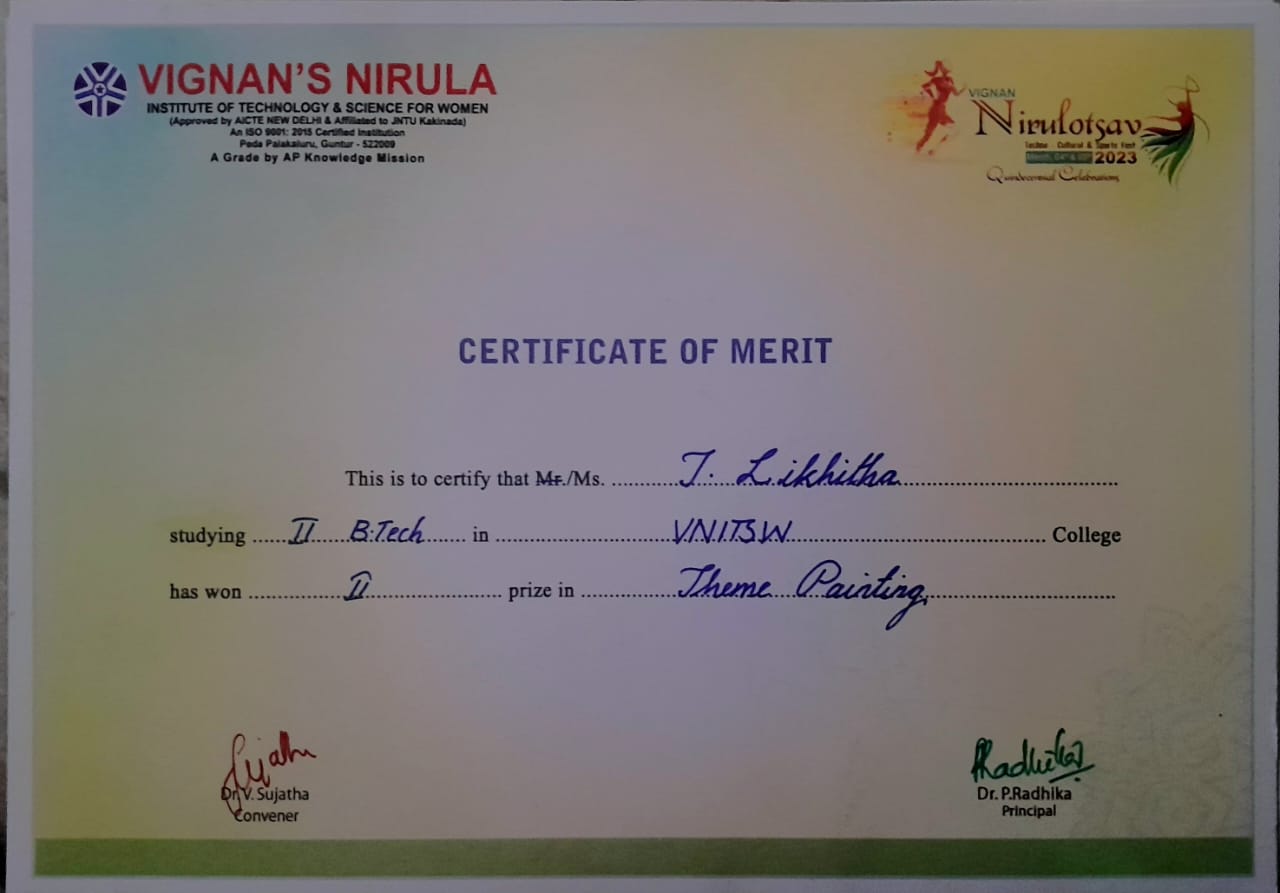 VIGNAN'S NIRULA
INSTITUTE OF TECHNOLOGY & SCIENCE FOR WOMEN
(Approved by AICTE NEW DELHI & Affiliated to JNTU Kakinada)
An ISO 9001: 2015 Certified Institution
Peda Palakaluru, Guntur - 522009
A Grade by AP Knowledge Mission
VIGNAN
Nirulotsav
Techno Cultural & Sports Fest
2023
Quindecennial Celebrations
CERTIFICATE OF MERIT
This is to certify that Mr./Ms. T. Likhitha
studying II B.Tech in VNITSW College
has won II prize in Theme Painting
Sujatha
Dr. V. Sujatha
Convener
PRadhika
Dr. P.Radhika
Principal